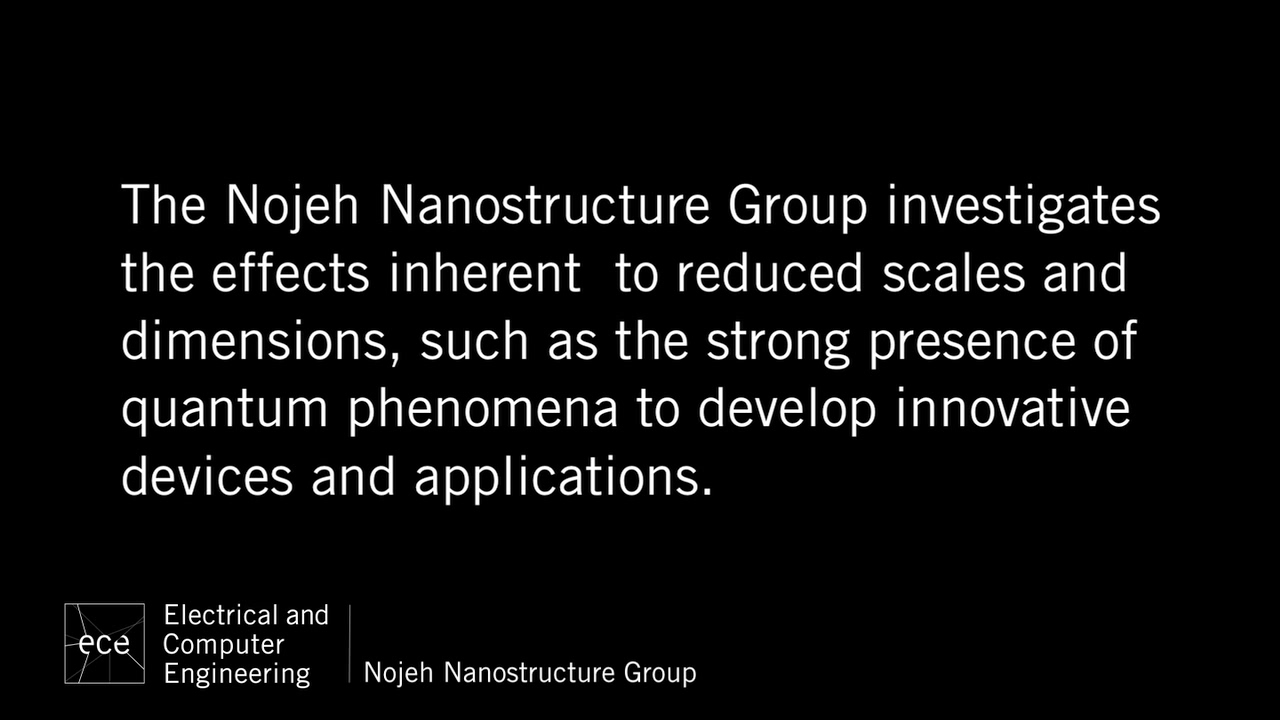 The Nojeh Nanostructure Group investigates
the effects inherent  to reduced scales and
dimensions, such as the strong presence of
quantum phenomena to develop innovative
devices and applications.
ece
Electrical and
Computer
Engineering
Nojeh Nanostructure Group